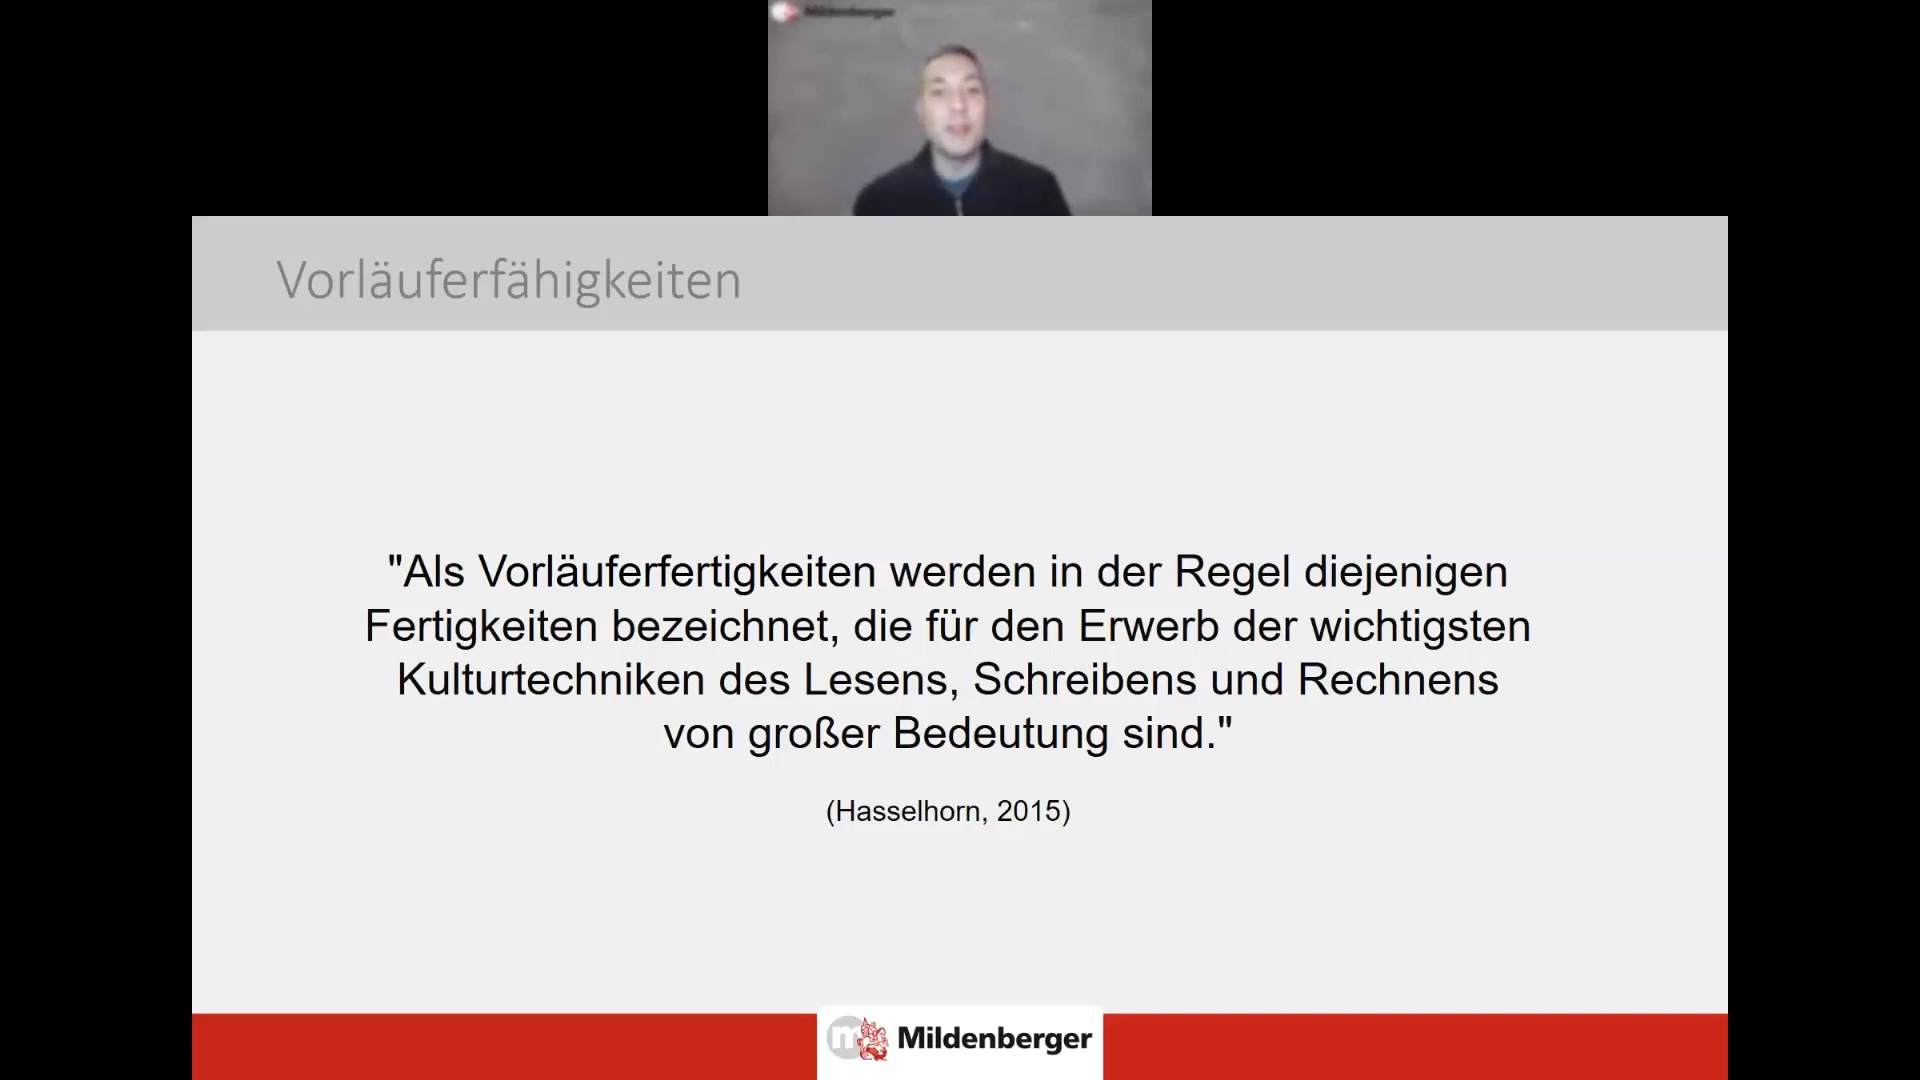 Mildenberger
Vorläuferfähigkeiten
"Als Vorläuferfertigkeiten werden in der Regel diejenigen
Fertigkeiten bezeichnet, die für den Erwerb der wichtigsten
Kulturtechniken des Lesens, Schreibens und Rechnens
von großer Bedeutung sind."
(Hasselhorn, 2015)
m Mildenberger